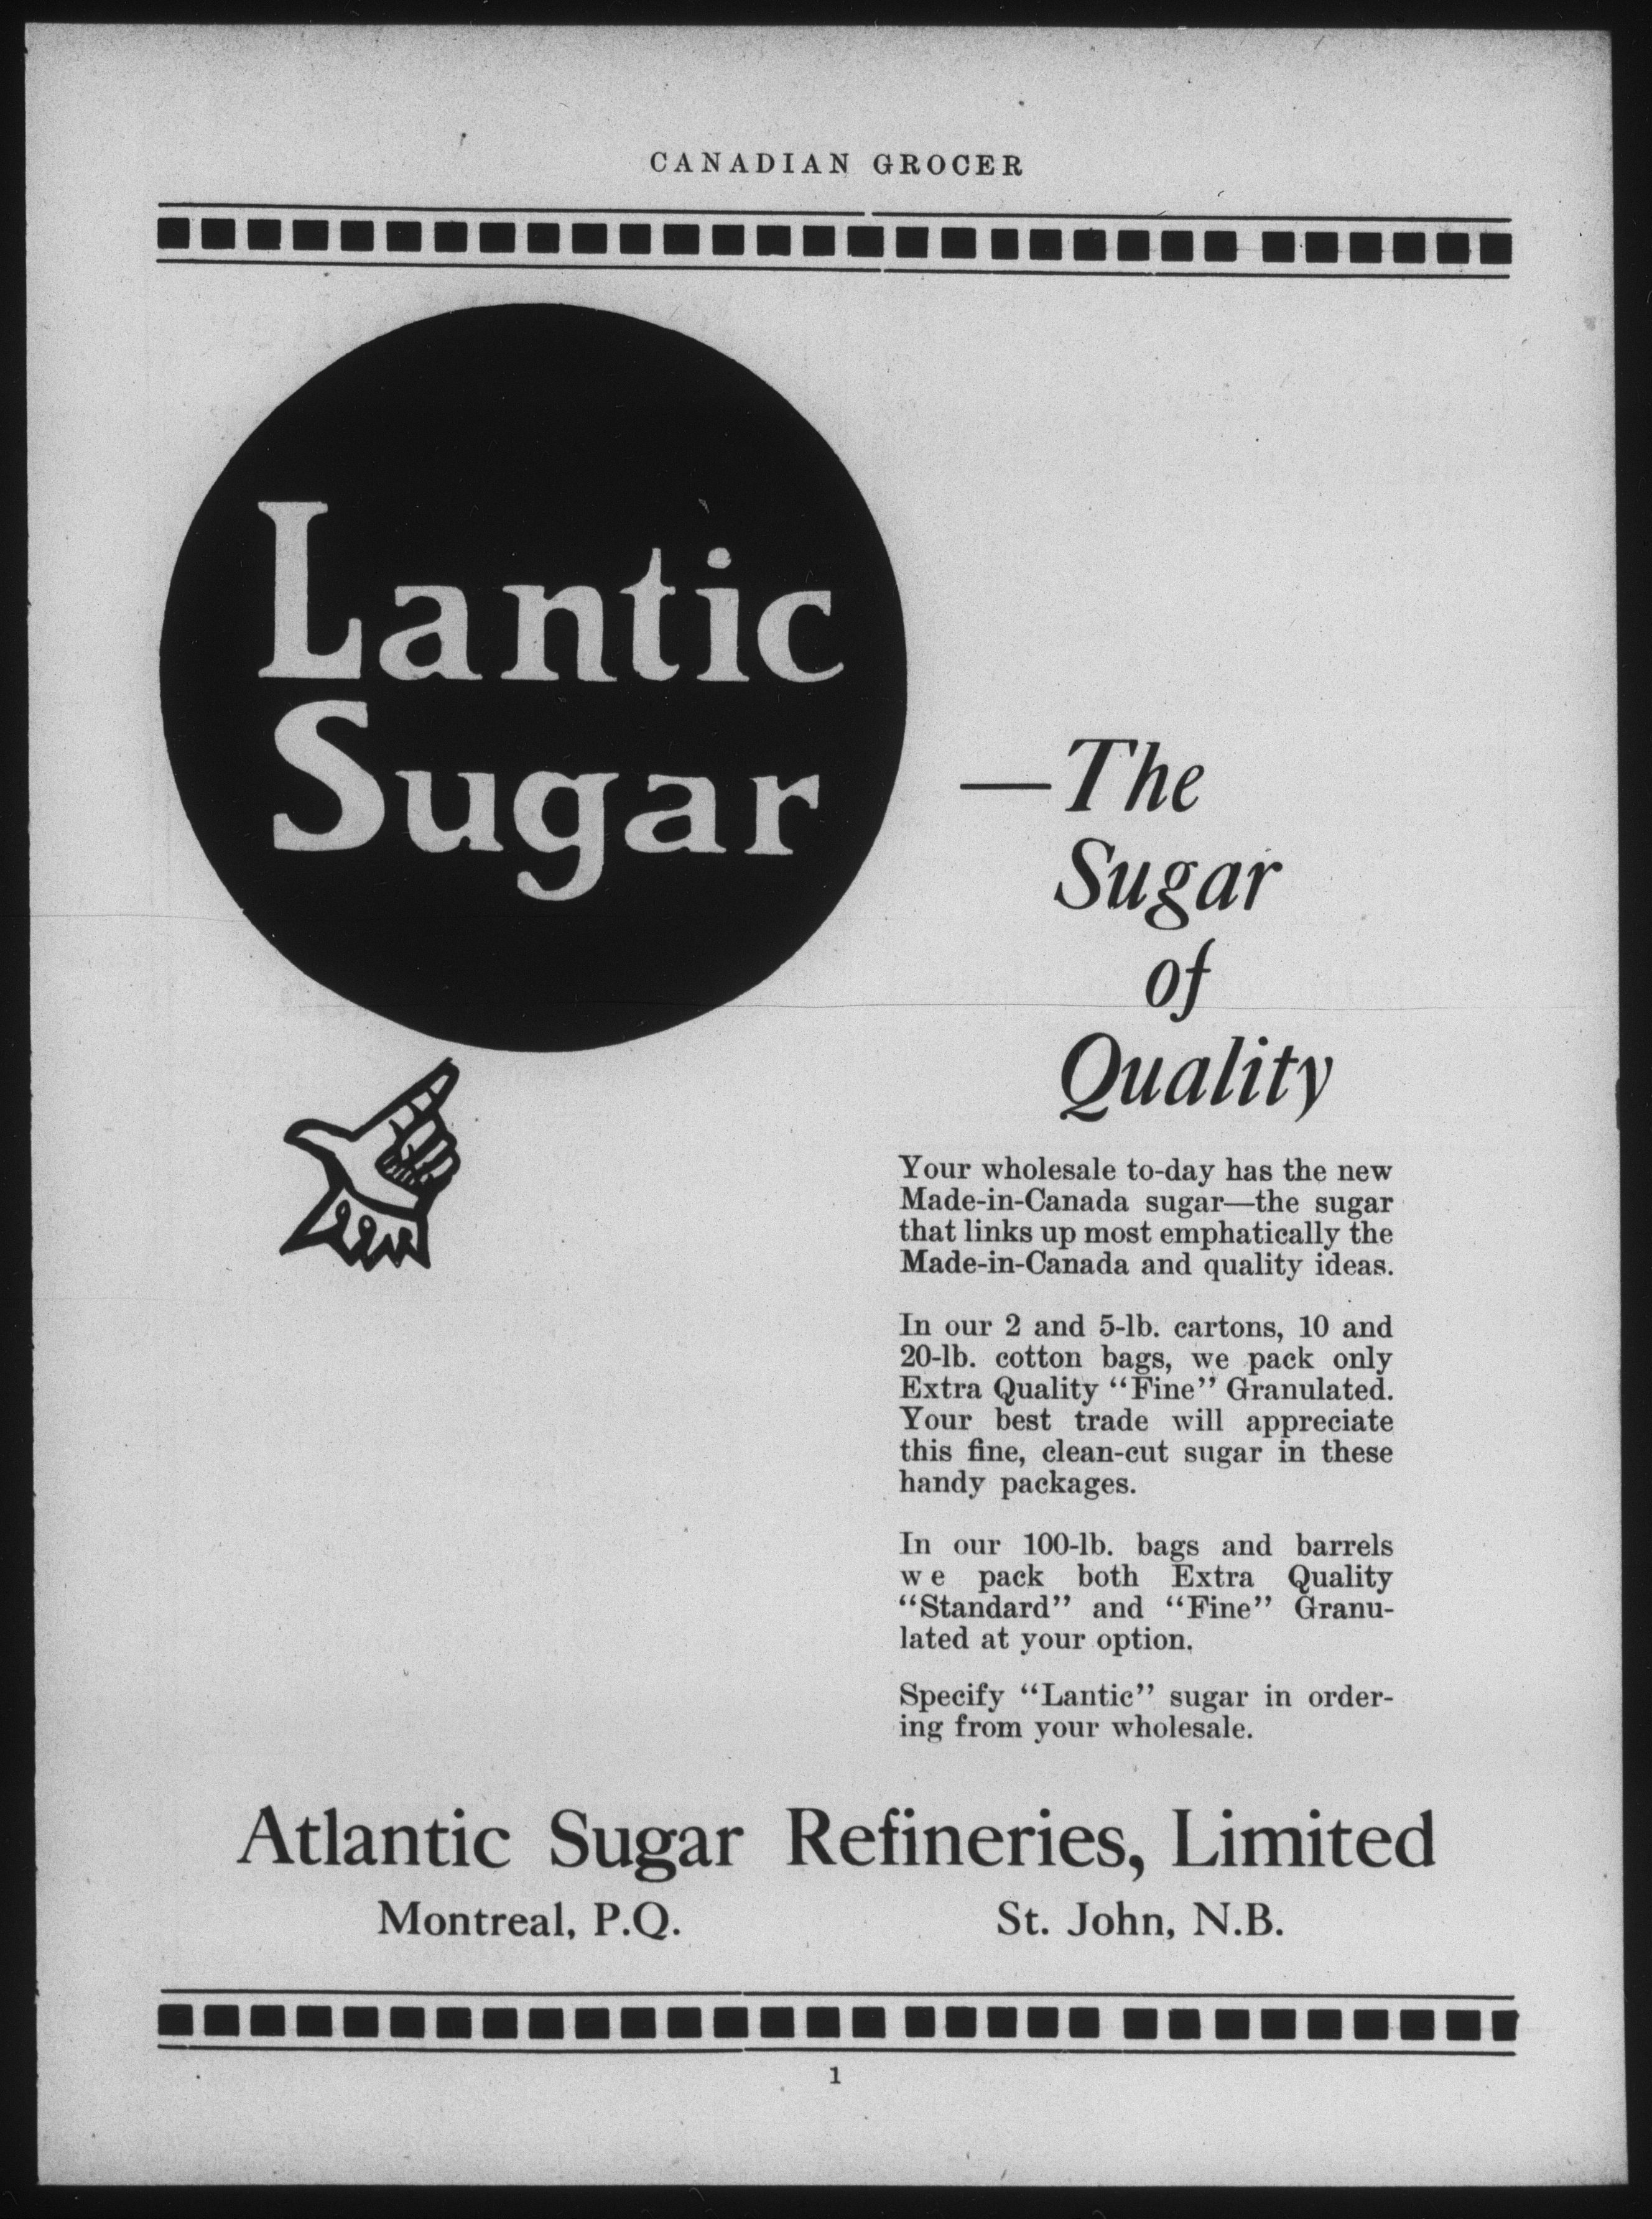 CANADIAN GROCER
Lantic
Sugar
—The
Sugar
of
Quality
Your wholesale to-day has the new
Made-in-Canada sugar—the sugar
that links up most emphatically the
Made-in-Canada and quality ideas.
In our 2 and 5-lb. cartons, 10 and
20-lb. cotton bags, we pack only
Extra Quality “Fine” Granulated.
Your best trade will appreciate
this fine, clean-cut sugar in these
handy packages.
In our 100-lb. bags and barrels
we pack both Extra Quality
“Standard” and “Fine” Granu-
lated at your option.
Specify “Lantic” sugar in order-
ing from your wholesale.
Atlantic Sugar Refineries, Limited
Montreal, P.Q. St. John, N.B.
1